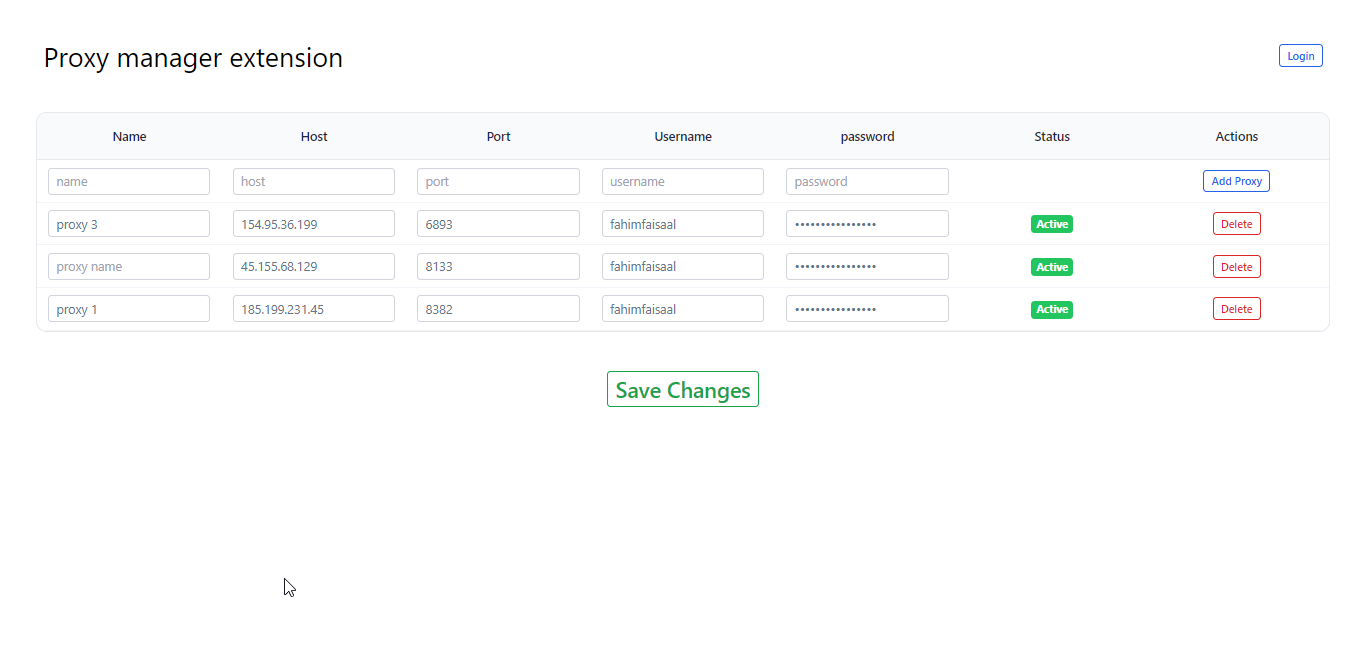 Proxy manager extension Login
Name Host Port Username password Status Actions
name host port username password Add Proxy
proxy 3 154.95.36.199 6893 fahimfaisaal •••••••••••••••• Active Delete
proxy name 45.155.68.129 8133 fahimfaisaal •••••••••••••••• Active Delete
proxy 1 185.199.231.45 8382 fahimfaisaal •••••••••••••••• Active Delete
Save Changes